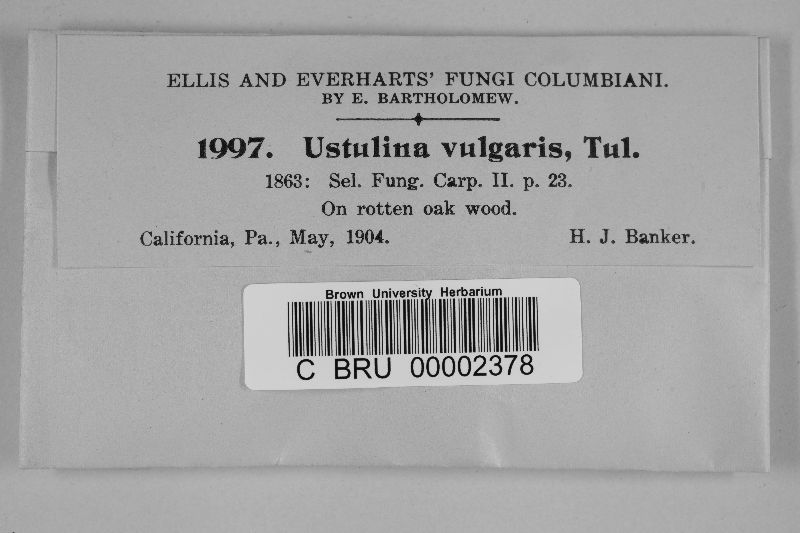 ELLIS AND EVERHARTS' FUNGI COLUMBIANI.
BY E. BARTHOLOMEW.
1997. Ustulina vulgaris, Tul.
1863: Sel. Fung. Carp. II. p. 23.
On rotten oak wood.
California, Pa., May, 1904. H. J. Banker.
Brown University Herbarium
C BRU 00002378